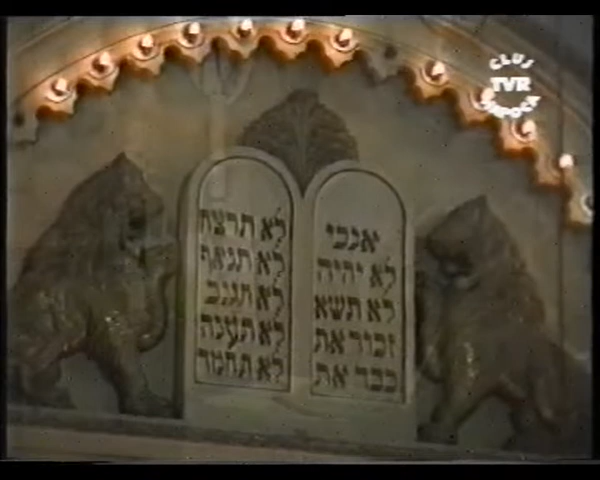 אנכי
לא יהיה
לא תשא
זכור את
כבד את
לא תרצח
לא תנאף
לא תגנב
לא תענה
לא תחמד
CLUJ
TVR
NAPOCA